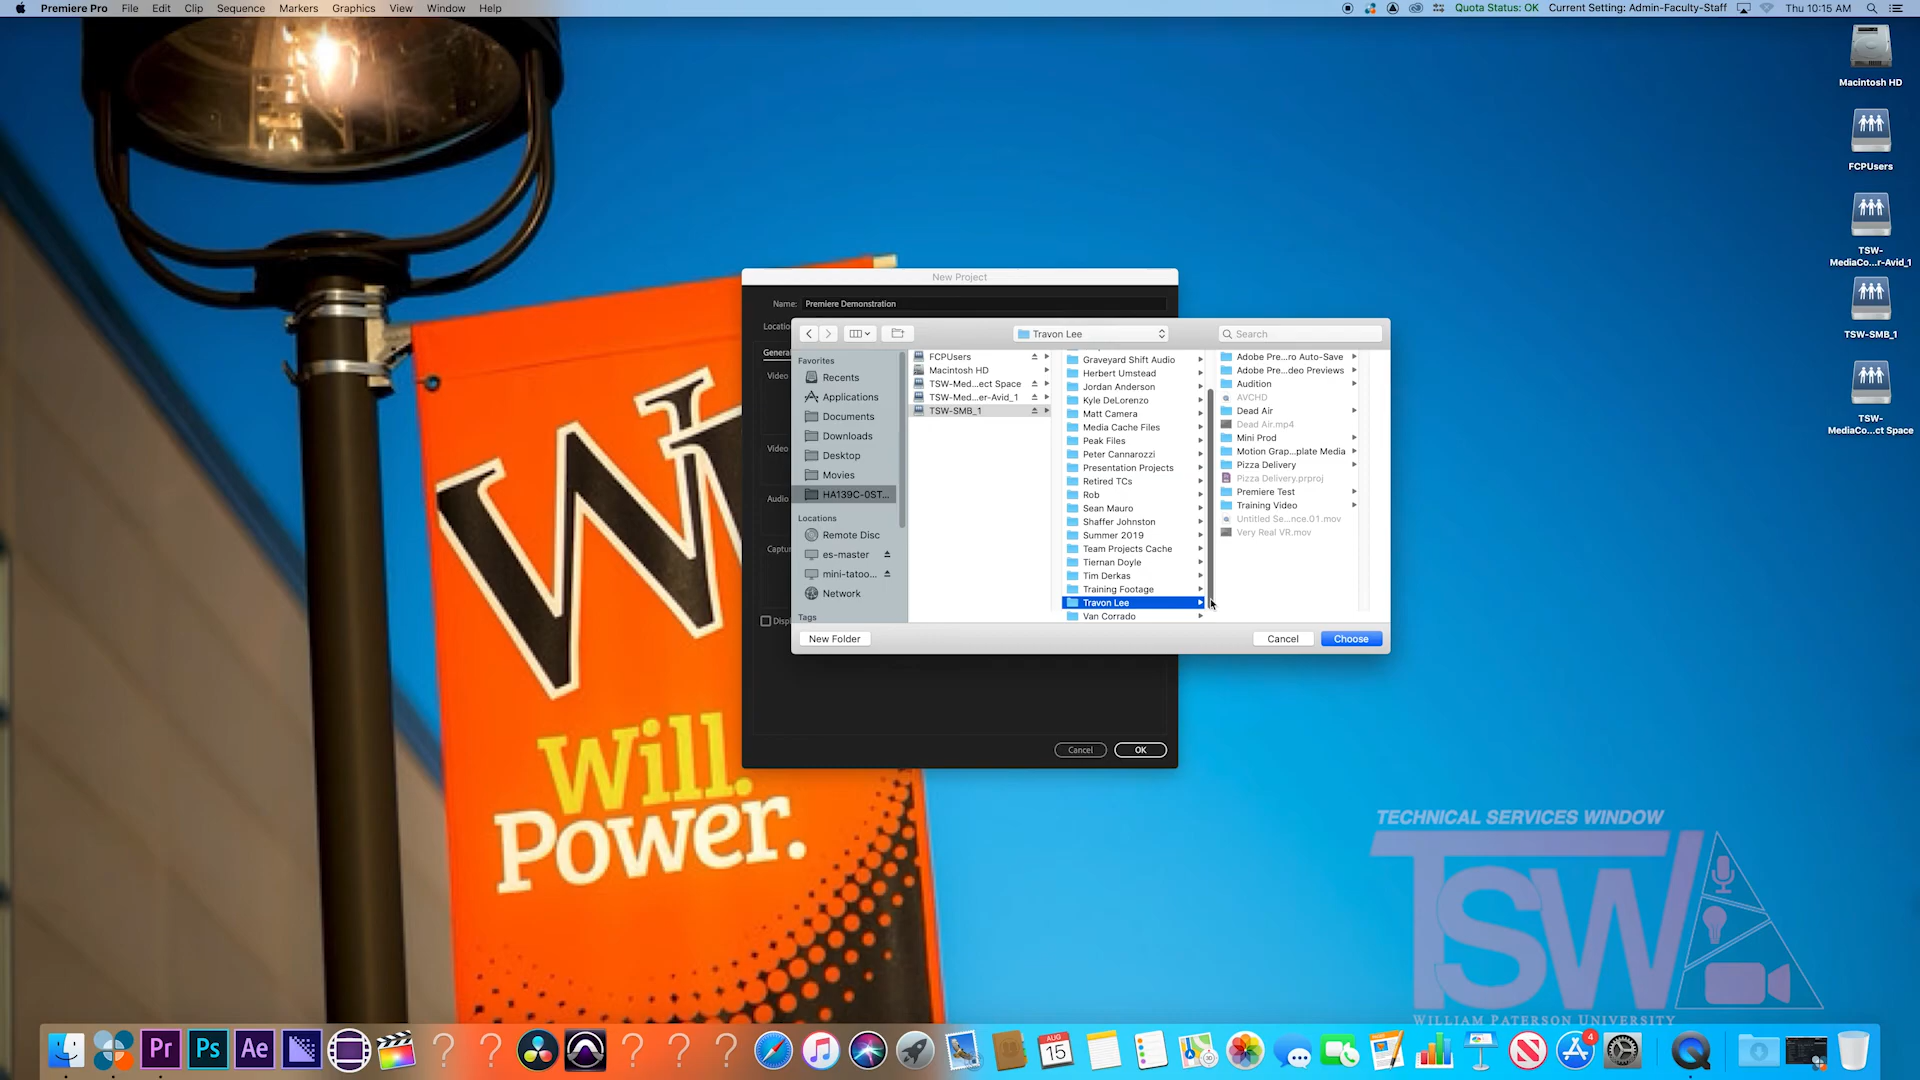 Premiere Pro File Edit Clip Sequence Markers Graphics View Window Help
Quota Status: OK Current Setting: Admin-Faculty-Staff Thu 10:15 AM
Macintosh HD
FCPUsers
TSW-
MediaCo...r-Avid_1
TSW-SMB_1
TSW-
MediaCo...ct Space
New Project
Name: Premiere Demonstration
Locatio
General
Video
Video
Audio
Captu
Displ
Cancel OK
Travon Lee
Search
Favorites
Recents
Applications
Documents
Downloads
Desktop
Movies
HA139C-0ST...
Locations
Remote Disc
es-master
mini-tatoo...
Network
Tags
FCPUsers
Macintosh HD
TSW-Med...ect Space
TSW-Med...er-Avid_1
TSW-SMB_1
Graveyard Shift Audio
Herbert Umstead
Jordan Anderson
Kyle DeLorenzo
Matt Camera
Media Cache Files
Peak Files
Peter Cannarozzi
Presentation Projects
Retired TCs
Rob
Sean Mauro
Shaffer Johnston
Summer 2019
Team Projects Cache
Tiernan Doyle
Tim Derkas
Training Footage
Travon Lee
Van Corrado
Adobe Pre...ro Auto-Save
Adobe Pre...deo Previews
Audition
AVCHD
Dead Air
Dead Air.mp4
Mini Prod
Motion Grap...plate Media
Pizza Delivery
Pizza Delivery.prproj
Premiere Test
Training Video
Untitled Se...nce.01.mov
Very Real VR.mov
New Folder Cancel Choose
W
Will.
Power.
TECHNICAL SERVICES WINDOW
TSW
WILLIAM PATERSON UNIVERSITY
Pr Ps Ae
AUG
15
4